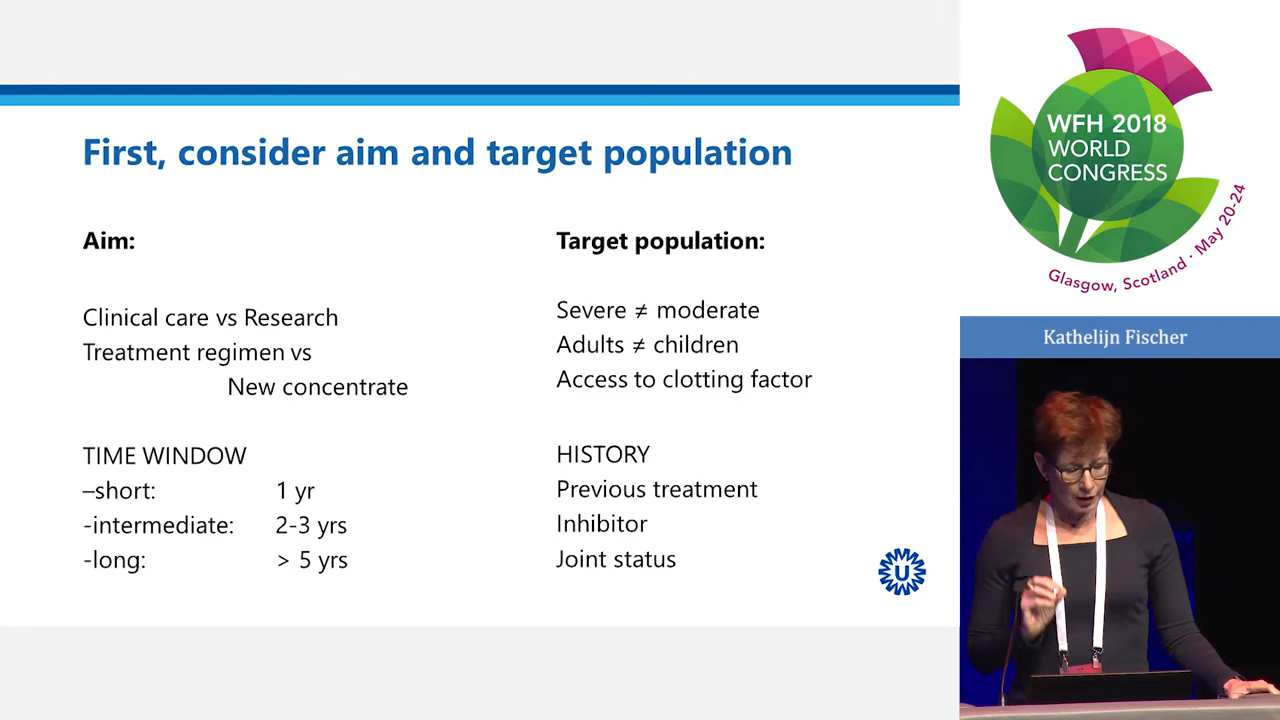 First, consider aim and target population
Aim:
Clinical care vs Research
Treatment regimen vs
New concentrate
TIME WINDOW
–short: 1 yr
-intermediate: 2-3 yrs
-long: > 5 yrs
Target population:
Severe ≠ moderate
Adults ≠ children
Access to clotting factor
HISTORY
Previous treatment
Inhibitor
Joint status
U
WFH 2018
WORLD
CONGRESS
Glasgow, Scotland · May 20-24
Kathelijn Fischer